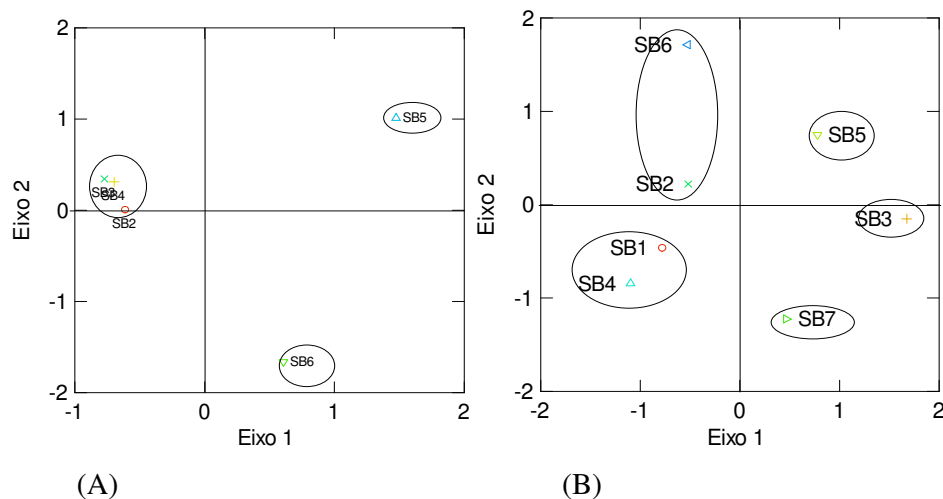 2
1
0
-1
-2
Eixo 2
SB5
SB3
SB4
SB2
SB6
-1 0 1 2
Eixo 1
(A)
2
1
0
-1
-2
Eixo 2
SB6
SB5
SB2
SB3
SB1
SB4
SB7
-2 -1 0 1 2
Eixo 1
(B)